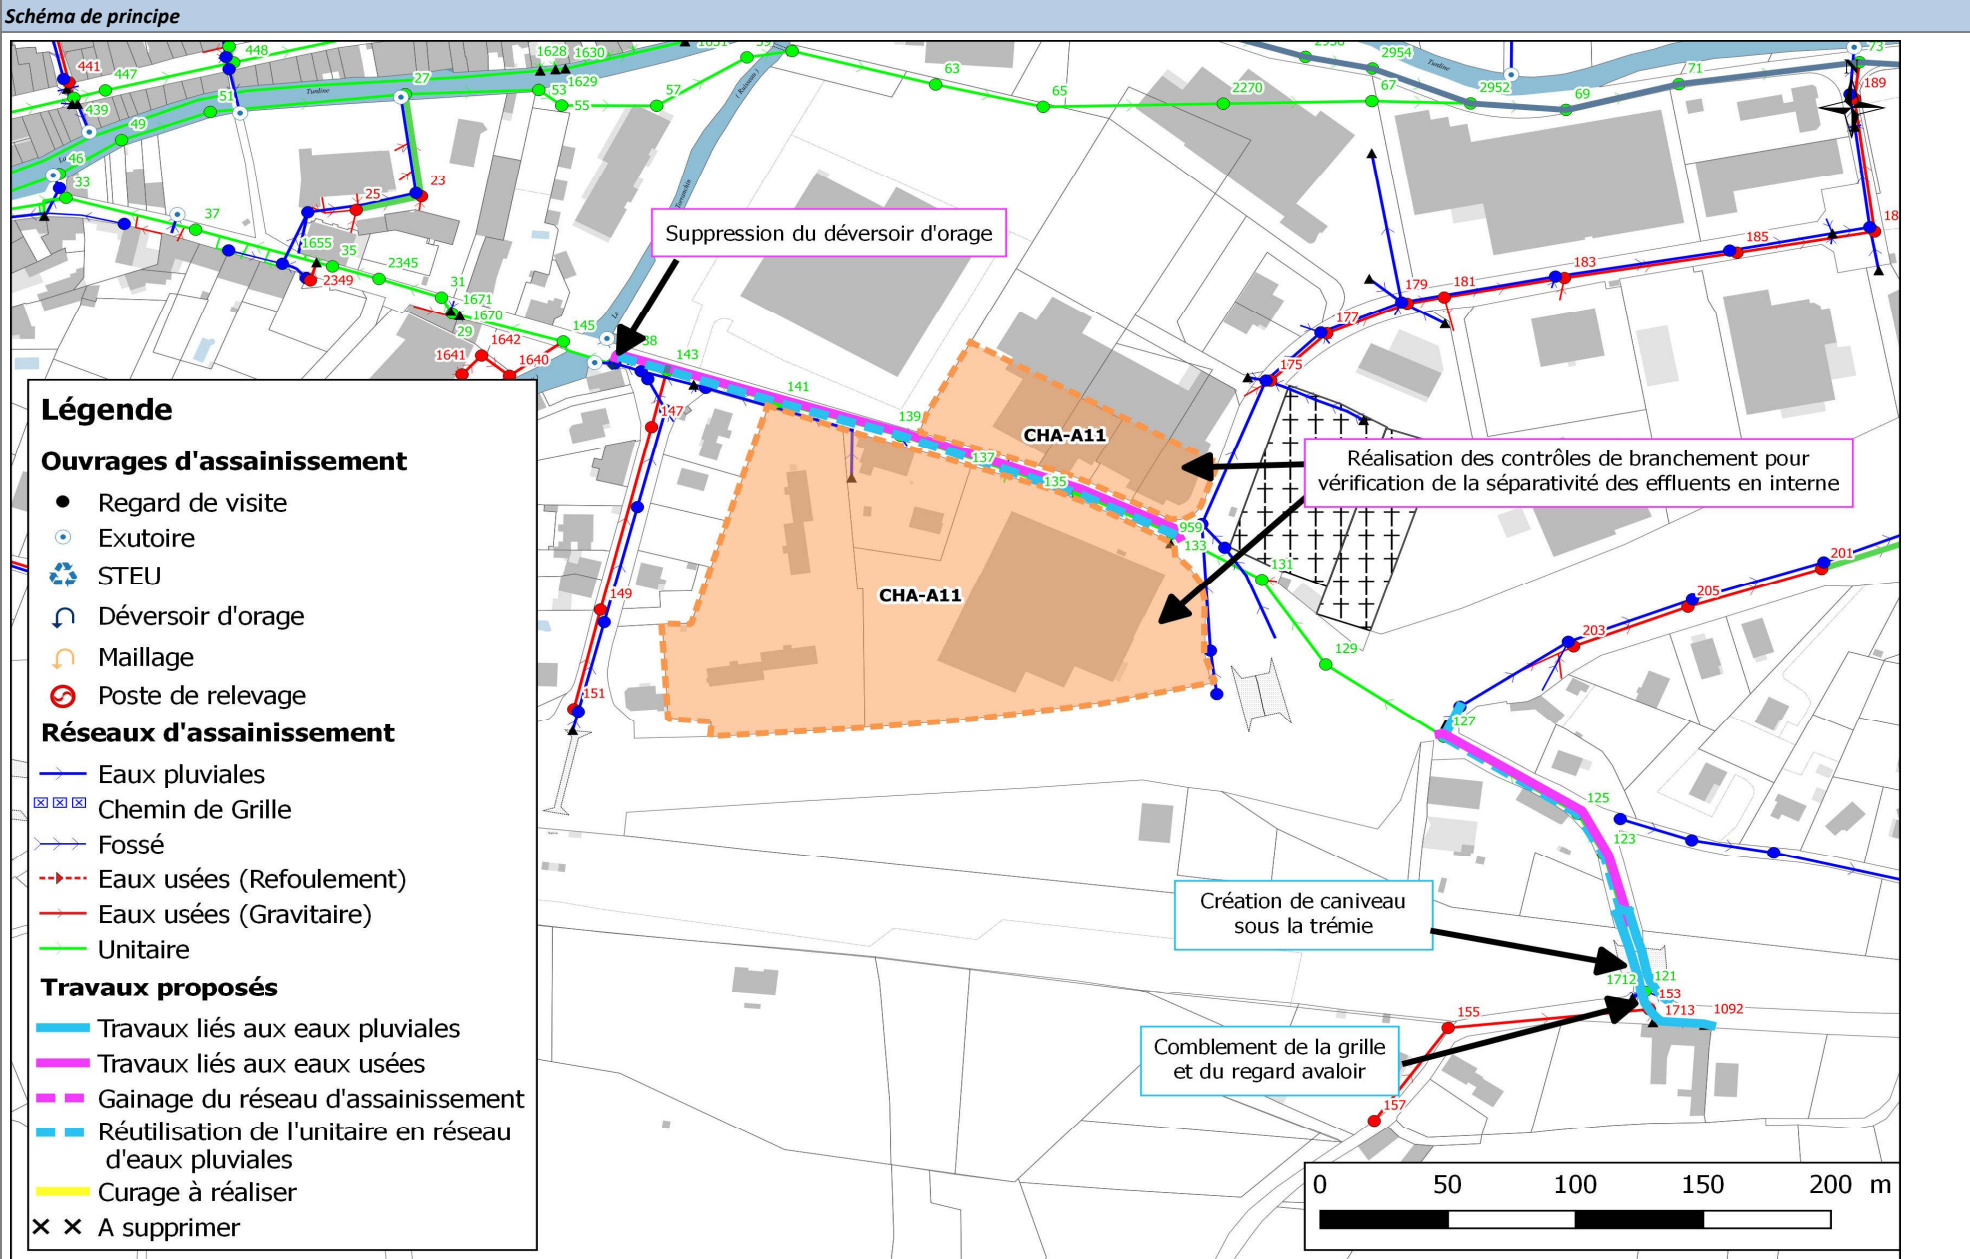 Schéma de principe
448
1628
1630
1631
59
2954
73
441
447
27
1629
63
Turdine
71
439
51
Turdine
53
55
57
65
2270
67
2952
69
189
49
46
33
25
23
37
1655
35
2345
Suppression du déversoir d'orage
185
183
2349
31
1671
1670
29
179
181
145
1642
38
143
177
1641
1640
175
141
147
139
CHA-A11
137
135
Réalisation des contrôles de branchement pour
vérification de la séparativité des effluents en interne
959
133
131
201
CHA-A11
149
205
129
203
151
127
125
123
Création de caniveau
sous la trémie
1712
121
153
155
1713
1092
Comblement de la grille
et du regard avaloir
157
Légende
Ouvrages d'assainissement
Regard de visite
Exutoire
STEU
Déversoir d'orage
Maillage
Poste de relevage
Réseaux d'assainissement
Eaux pluviales
Chemin de Grille
Fossé
Eaux usées (Refoulement)
Eaux usées (Gravitaire)
Unitaire
Travaux proposés
Travaux liés aux eaux pluviales
Travaux liés aux eaux usées
Gainage du réseau d'assainissement
Réutilisation de l'unitaire en réseau
d'eaux pluviales
Curage à réaliser
A supprimer
0 50 100 150 200 m